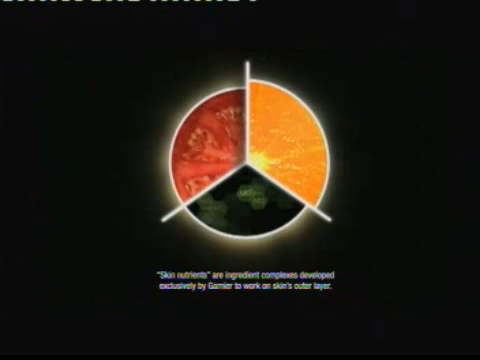 "Skin nutrients" are ingredient complexes developed
exclusively by Garnier to work on skin's outer layer.